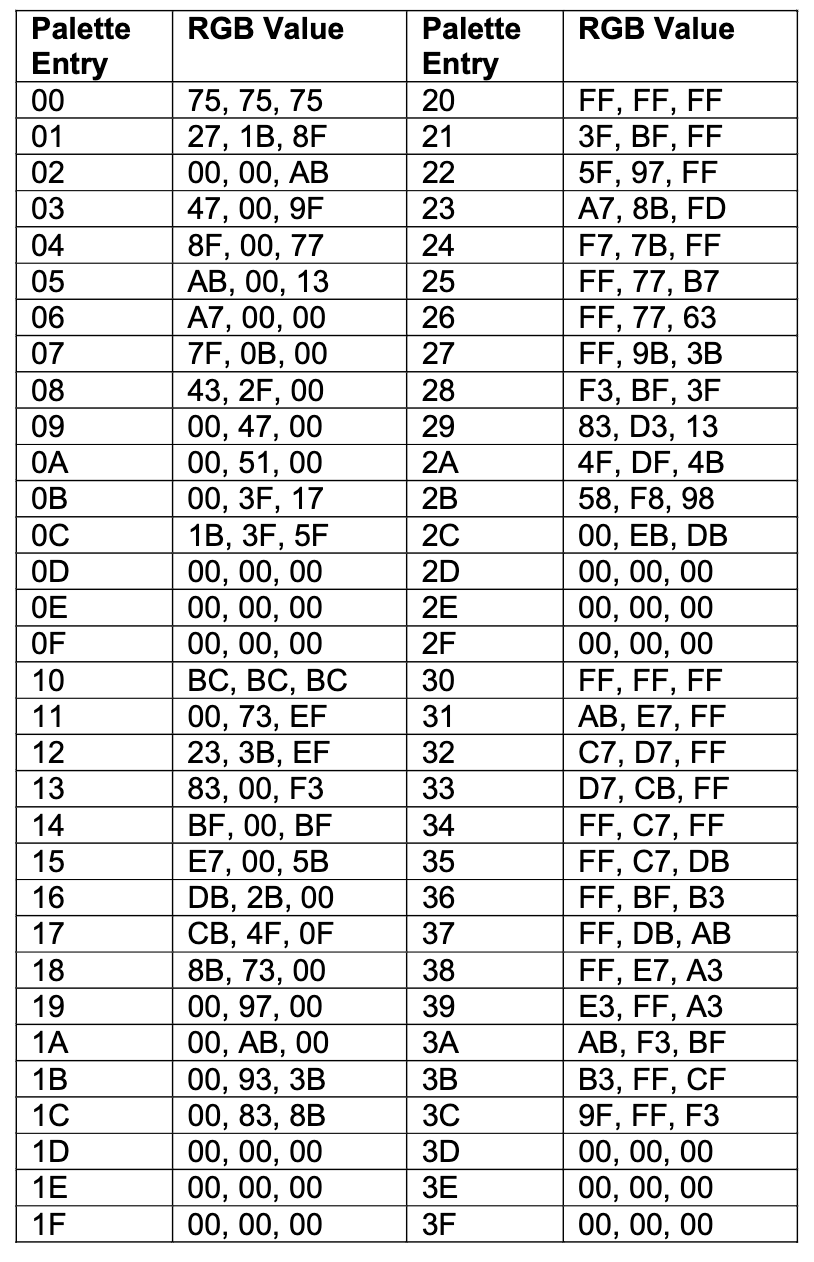 Palette Entry RGB Value Palette Entry RGB Value
00 75, 75, 75 20 FF, FF, FF
01 27, 1B, 8F 21 3F, BF, FF
02 00, 00, AB 22 5F, 97, FF
03 47, 00, 9F 23 A7, 8B, FD
04 8F, 00, 77 24 F7, 7B, FF
05 AB, 00, 13 25 FF, 77, B7
06 A7, 00, 00 26 FF, 77, 63
07 7F, 0B, 00 27 FF, 9B, 3B
08 43, 2F, 00 28 F3, BF, 3F
09 00, 47, 00 29 83, D3, 13
0A 00, 51, 00 2A 4F, DF, 4B
0B 00, 3F, 17 2B 58, F8, 98
0C 1B, 3F, 5F 2C 00, EB, DB
0D 00, 00, 00 2D 00, 00, 00
0E 00, 00, 00 2E 00, 00, 00
0F 00, 00, 00 2F 00, 00, 00
10 BC, BC, BC 30 FF, FF, FF
11 00, 73, EF 31 AB, E7, FF
12 23, 3B, EF 32 C7, D7, FF
13 83, 00, F3 33 D7, CB, FF
14 BF, 00, BF 34 FF, C7, FF
15 E7, 00, 5B 35 FF, C7, DB
16 DB, 2B, 00 36 FF, BF, B3
17 CB, 4F, 0F 37 FF, DB, AB
18 8B, 73, 00 38 FF, E7, A3
19 00, 97, 00 39 E3, FF, A3
1A 00, AB, 00 3A AB, F3, BF
1B 00, 93, 3B 3B B3, FF, CF
1C 00, 83, 8B 3C 9F, FF, F3
1D 00, 00, 00 3D 00, 00, 00
1E 00, 00, 00 3E 00, 00, 00
1F 00, 00, 00 3F 00, 00, 00